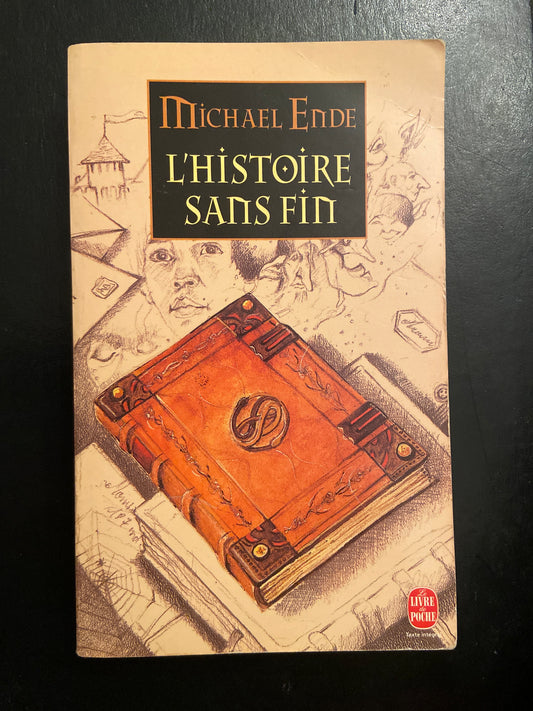 Michael Ende
L'HISTOIRE
SANS FIN
Le
LIVRE
de
POCHE
Texte intégral